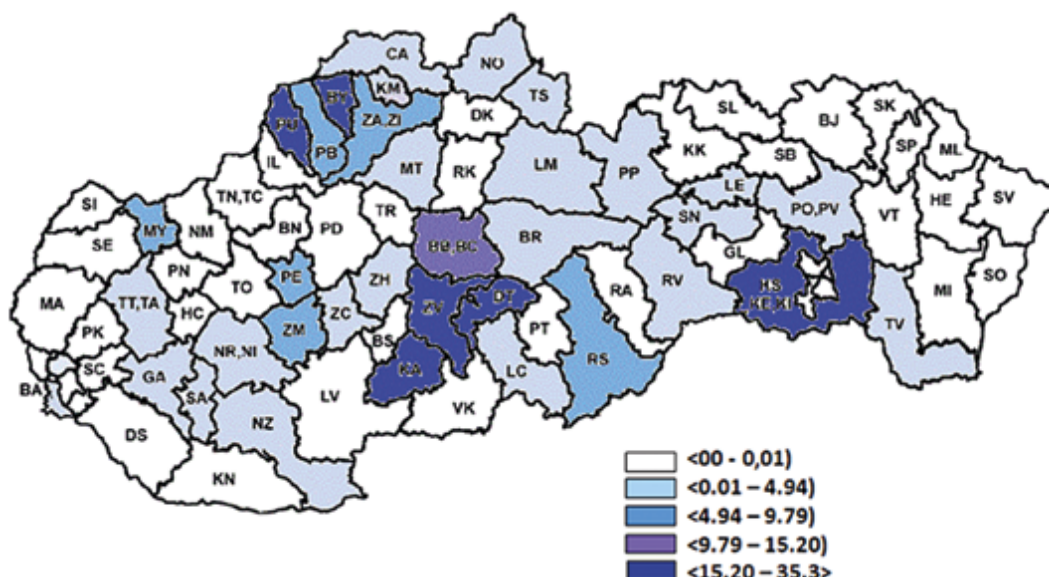 CA
NO
KM
BY
TS
PU
ZA,ZI
DK
SL
SK
BJ
PB
IL
MT
RK
LM
PP
KK
SB
SP
ML
LE
TN,TC
SI
MY
NM
BN
PD
TR
SN
PO,PV
VT
HE
SV
SE
BR
GL
PN
PE
TO
ZH
RA
RV
KS
KE,KI
MI
SO
MA
TT,TA
HC
ZM
ZC
ZV
DT
PT
TV
PK
NR,NI
BS
RS
SC
GA
KA
LC
BA
SA
LV
DS
NZ
VK
KN
<00 - 0,01)
<0.01 – 4.94)
<4.94 – 9.79)
<9.79 – 15.20)
<15.20 – 35.3>